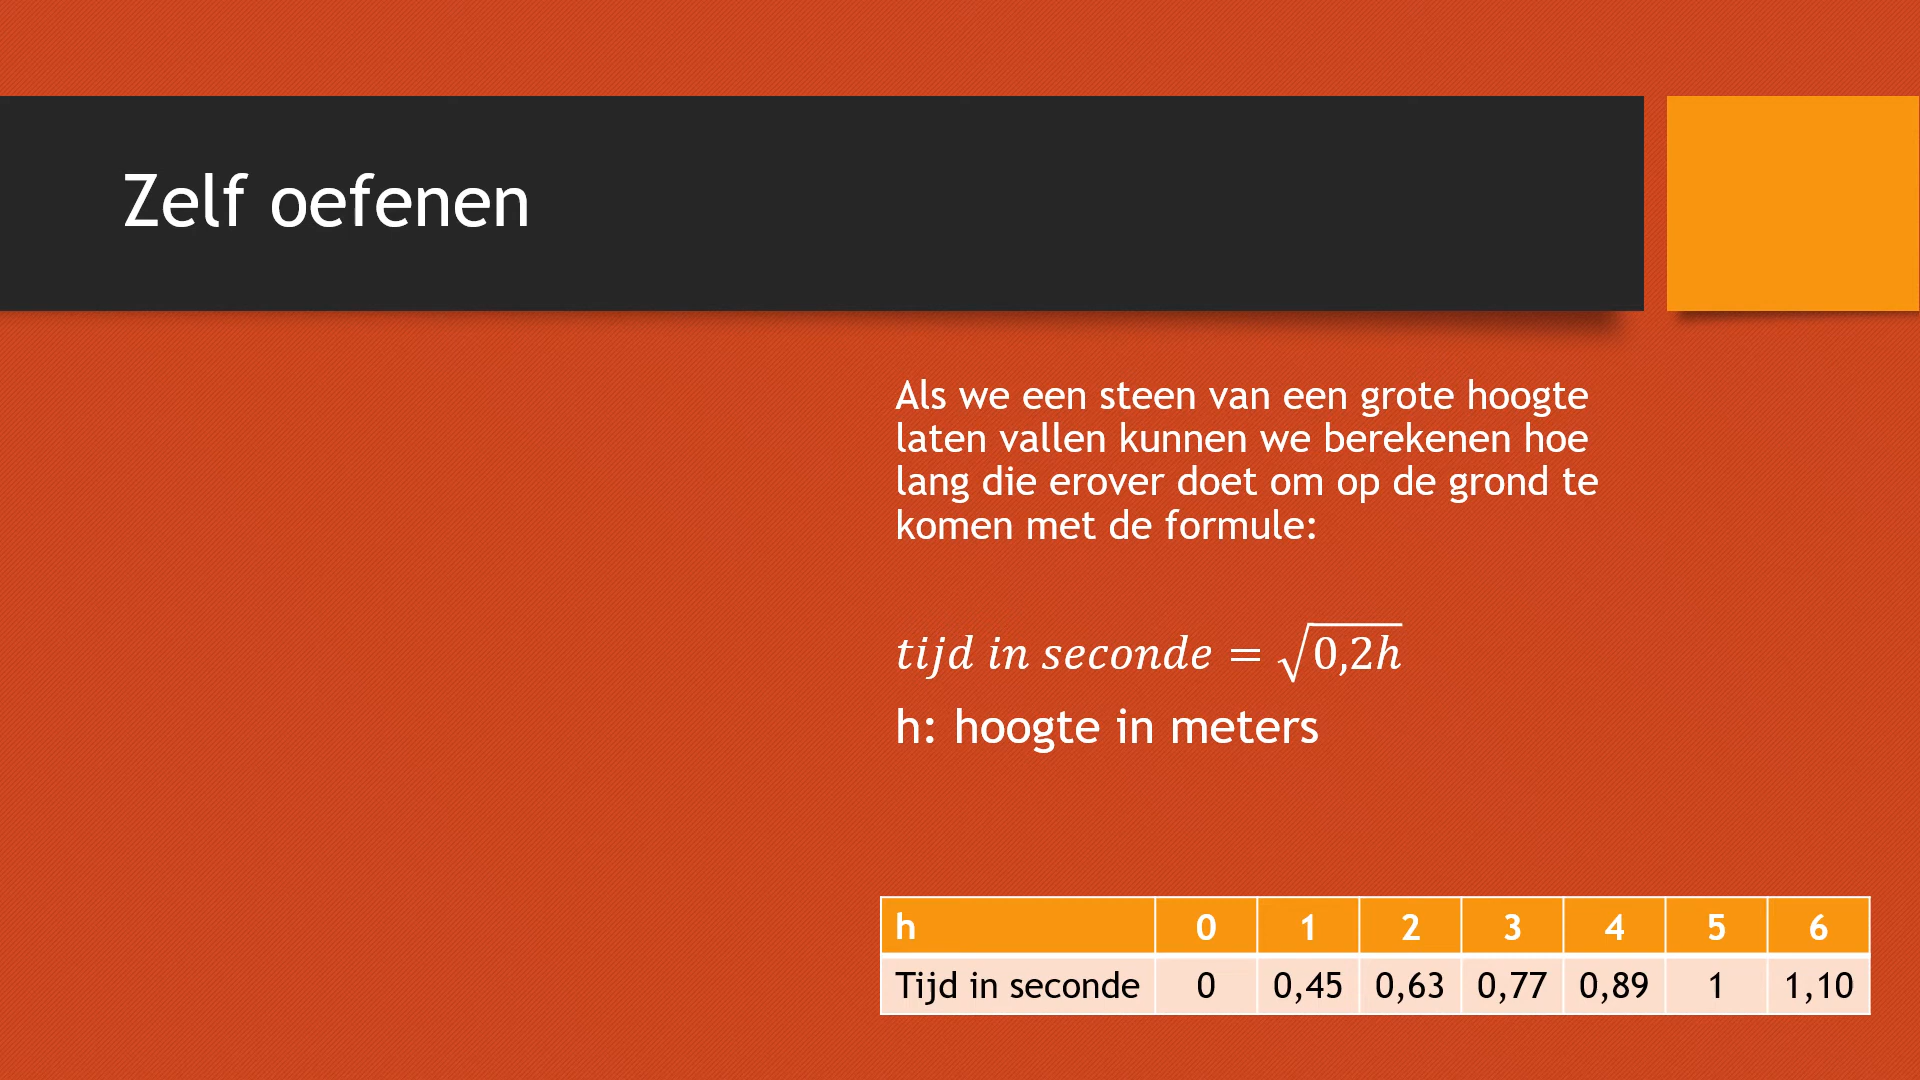 Zelf oefenen
Als we een steen van een grote hoogte
laten vallen kunnen we berekenen hoe
lang die erover doet om op de grond te
komen met de formule:
tijd in seconde = √0,2h
h: hoogte in meters
h 0 1 2 3 4 5 6
Tijd in seconde 0 0,45 0,63 0,77 0,89 1 1,10